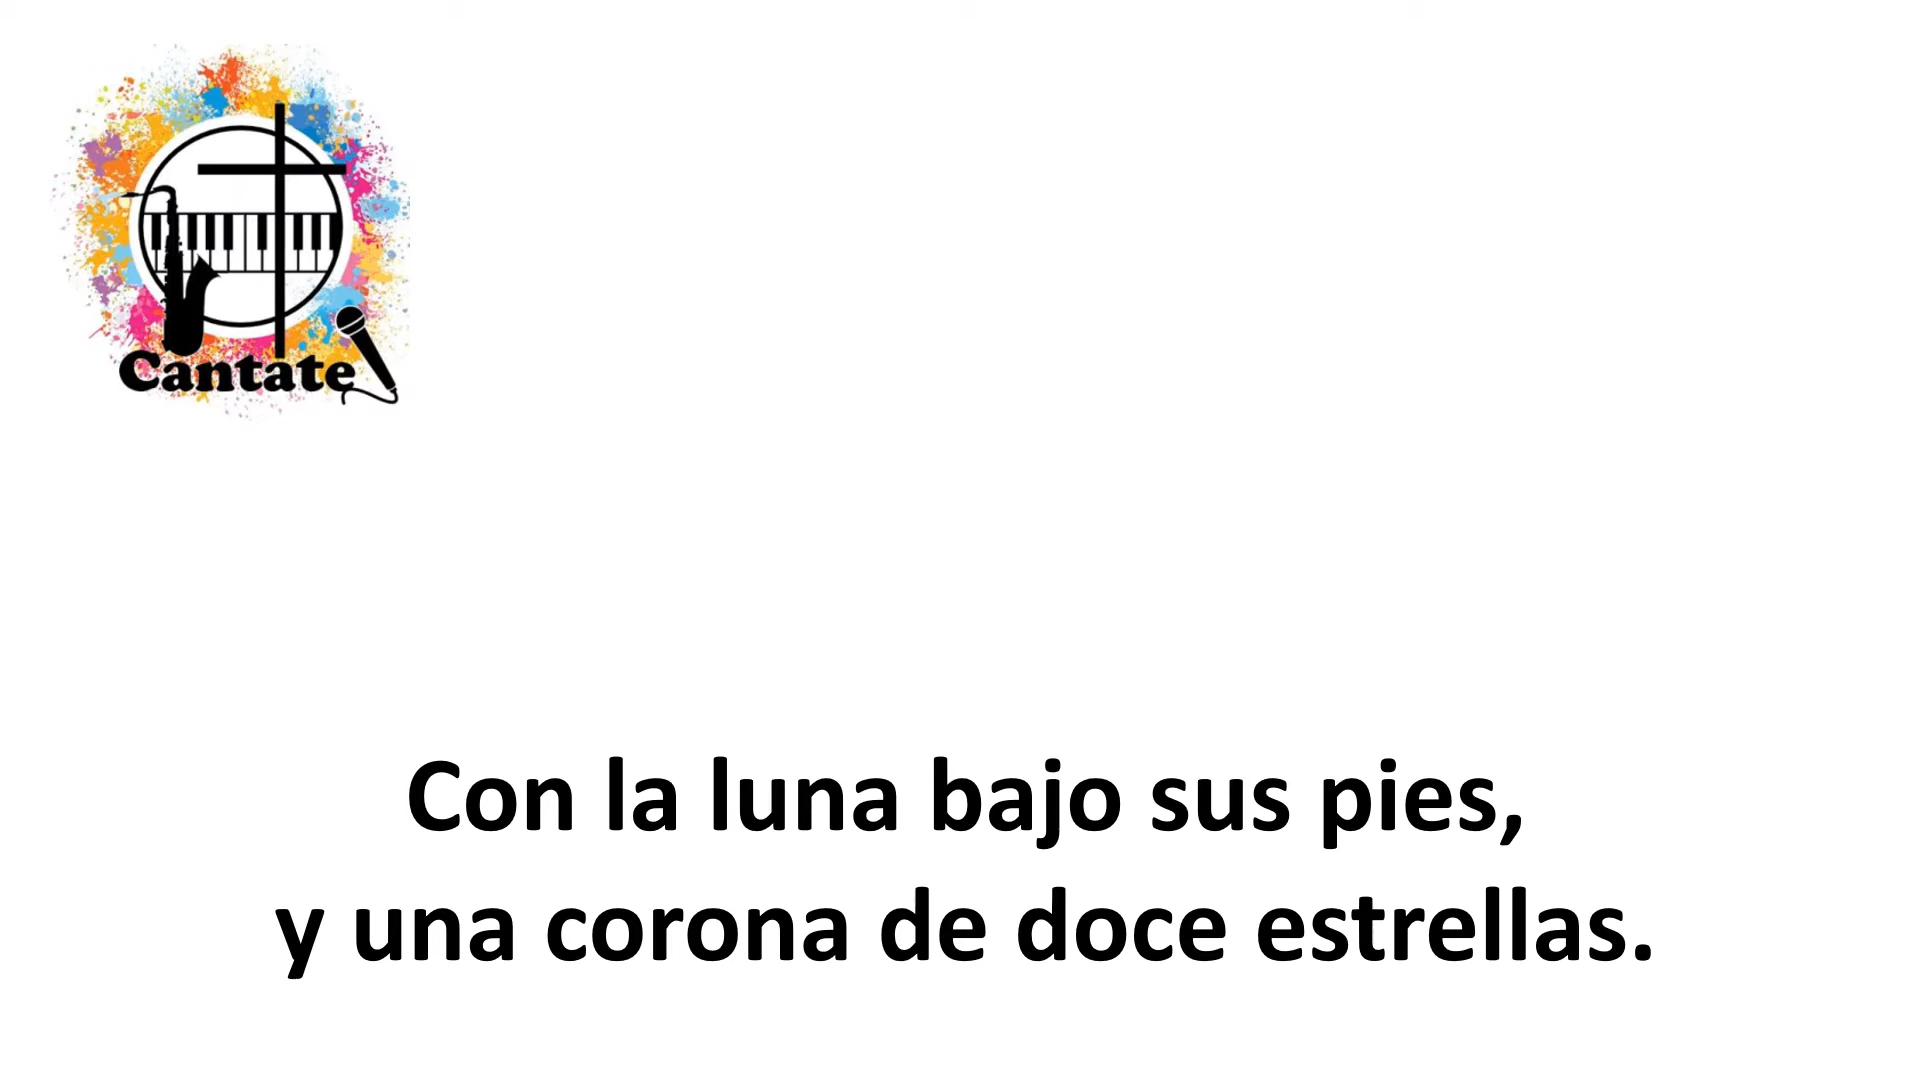 Cantate
Con la luna bajo sus pies,
y una corona de doce estrellas.